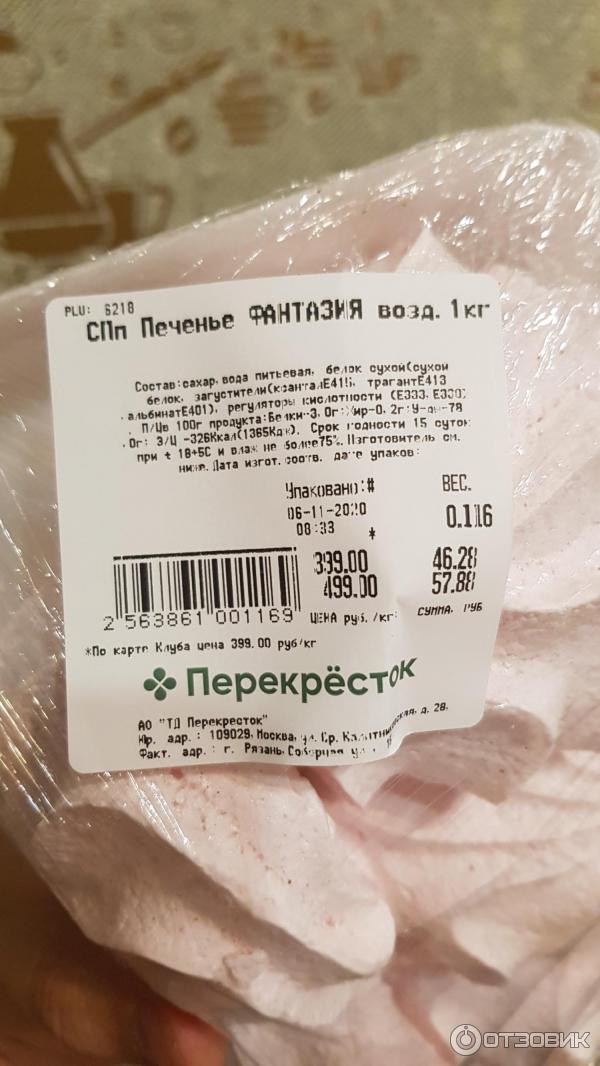 PLU: 6218
СПп Печенье ФАНТАЗИЯ возд. 1кг
Состав:сахар, вода питьевая, белок сухой(сухой
белок, загустители(ксантанЕ415, трагантЕ413
,альбинатЕ401), регуляторы кислотности (Е333, Е330)
. П/Цв 100г продукта:Белки-3,0г:Жир-0,2г:У-ды-78
,0г: Э/Ц -326Ккал(1365Кдж). Срок годности 15 суток
при t 18+5С и влаж не более75%. Изготовитель см.
ниже. Дата изгот. соотв. дате упаков:
Упаковано:# ВЕС.
06-11-2020 0.116
08:33 *
399.00 46.28
499.00 57.88
ЦЕНА руб. /кг: СУММА, РУБ
2 563861 001169
*По карте Клуба цена 399.00 руб/кг
Перекрёсток
АО "ТД Перекресток"
Юр. адр. : 109029, Москва, ул. Ср. Калитниковская, д. 28,
Факт. адр. : г. Рязань, Соборная ул.
ОТЗОВИК